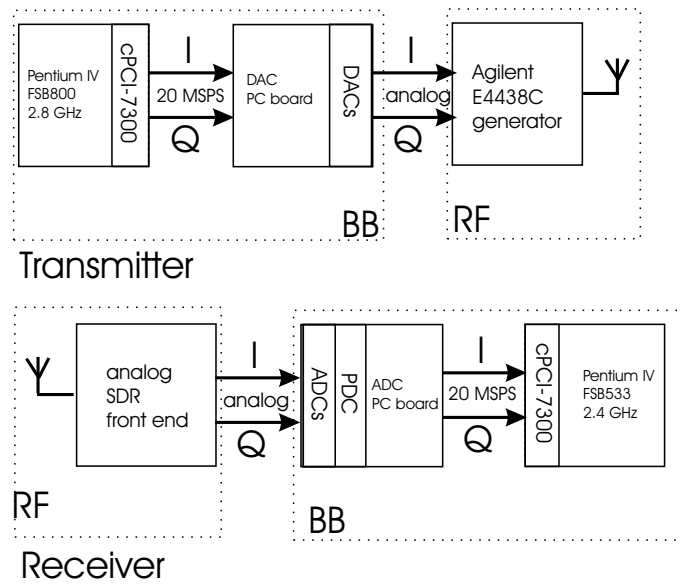 Pentium IV
FSB800
2.8 GHz
cPCI-7300
I
20 MSPS
Q
DAC
PC board
DACs
I
analog
Q
Agilent
E4438C
generator
BB
RF
Transmitter
analog
SDR
front end
I
analog
Q
ADCs
PDC
ADC
PC board
I
20 MSPS
Q
cPCI-7300
Pentium IV
FSB533
2.4 GHz
RF
BB
Receiver